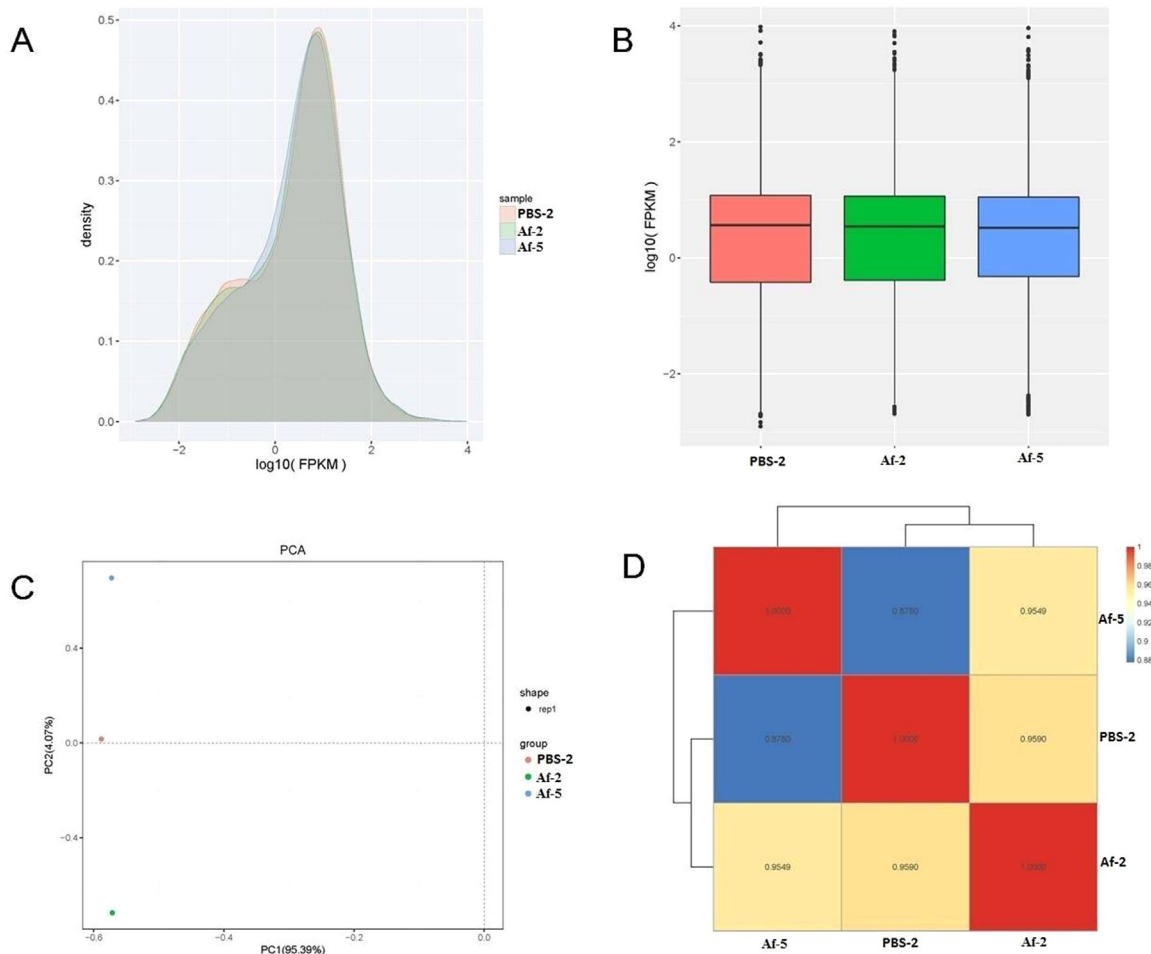 A
0.5
0.4
0.3
0.2
0.1
0.0
density
−2
0
2
4
log10( FPKM )
sample
PBS-2
Af-2
Af-5
B
4
2
0
−2
log10( FPKM )
PBS-2
Af-2
Af-5
C
PCA
0.4
0.0
−0.4
PC2(4.07%)
−0.6
−0.4
−0.2
0.0
PC1(95.39%)
shape
rep1
group
PBS-2
Af-2
Af-5
D
1.0000
0.8780
0.9549
Af-5
0.8780
1.0000
0.9590
PBS-2
0.9549
0.9590
1.0000
Af-2
Af-5
PBS-2
Af-2
1
0.98
0.96
0.94
0.92
0.9
0.88